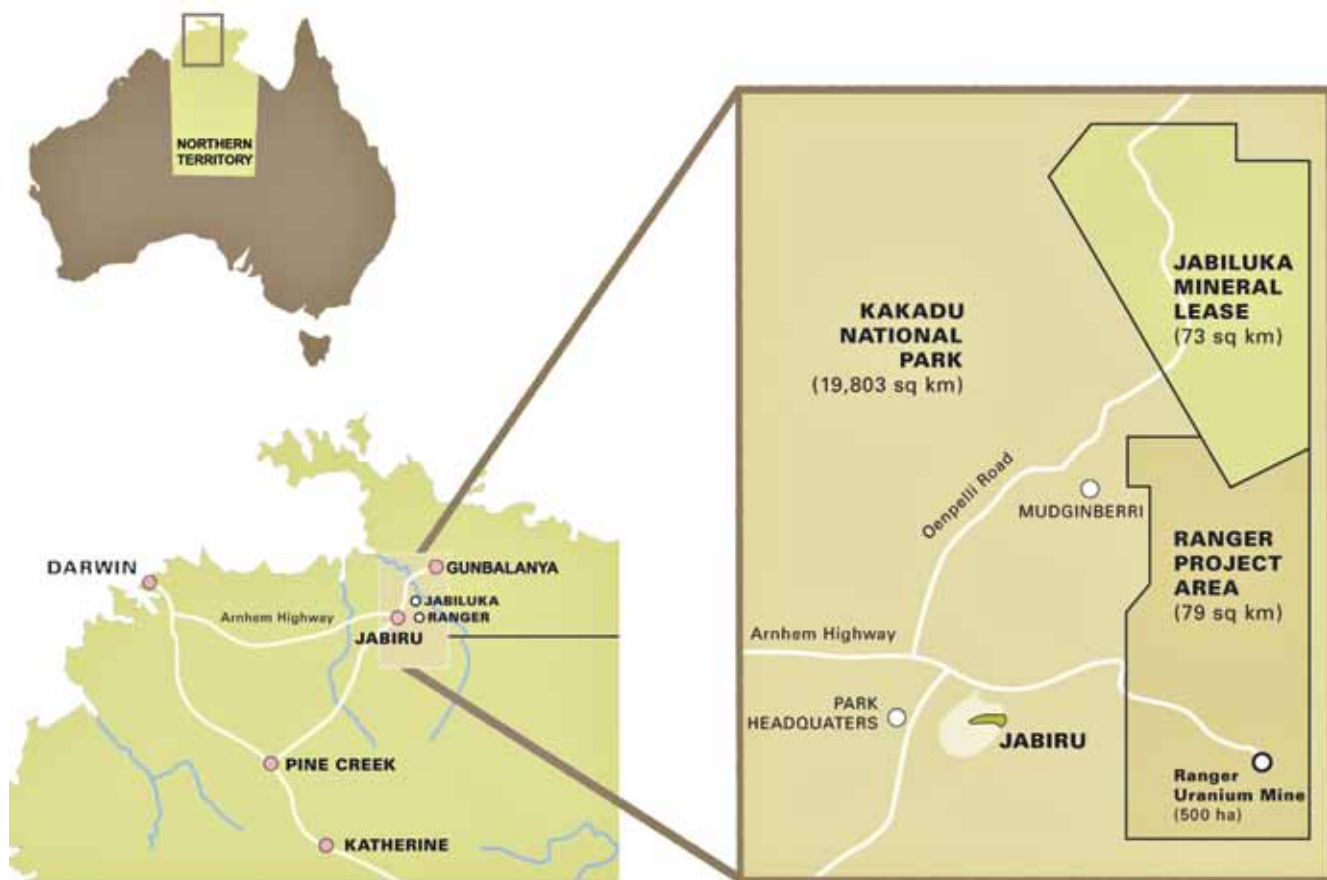 NORTHERN
TERRITORY
DARWIN
GUNBALANYA
JABILUKA
RANGER
Arnhem Highway
JABIRU
PINE CREEK
KATHERINE
JABILUKA
MINERAL
LEASE
(73 sq km)
KAKADU
NATIONAL
PARK
(19,803 sq km)
Oenpelli Road
MUDGINBERRI
RANGER
PROJECT
AREA
(79 sq km)
Arnhem Highway
PARK
HEADQUATERS
JABIRU
Ranger
Uranium Mine
(500 ha)